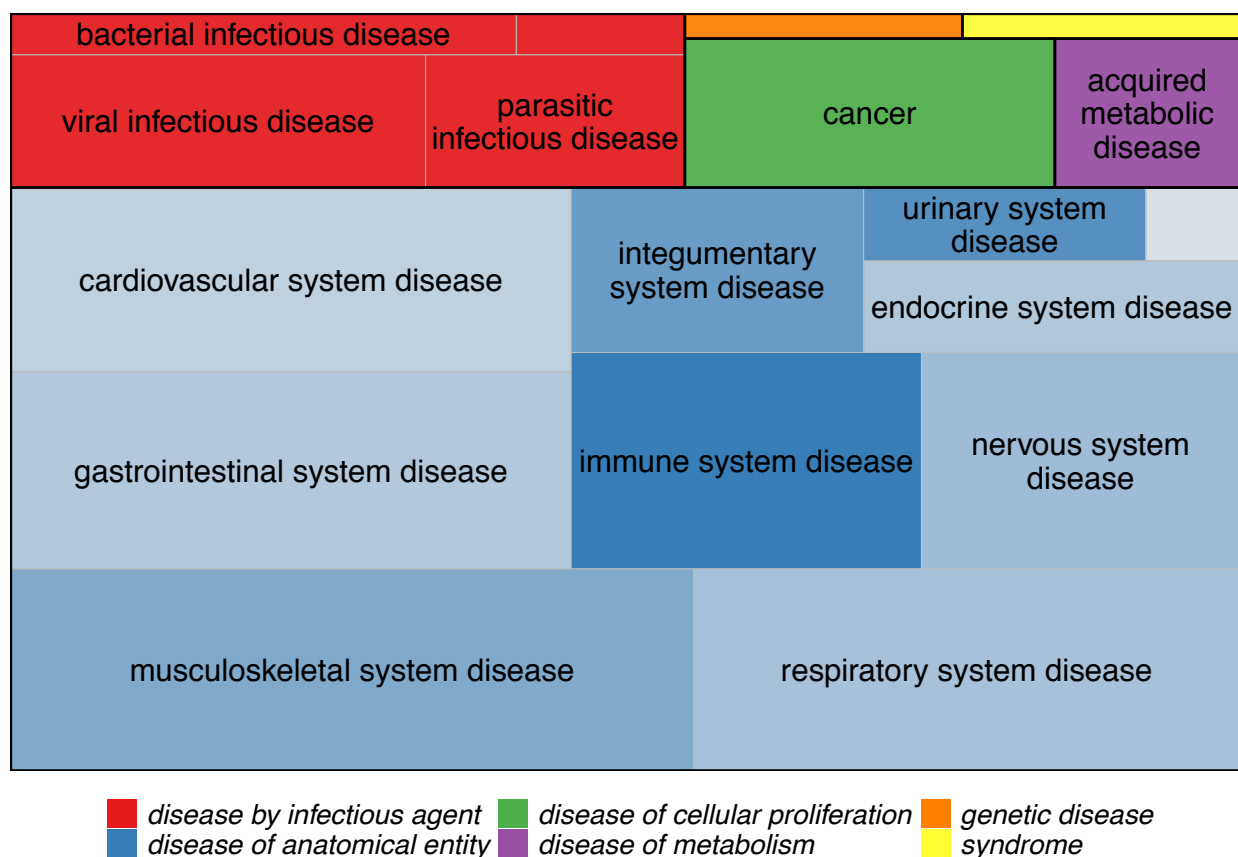 bacterial infectious disease
viral infectious disease
parasitic
infectious disease
cancer
acquired
metabolic
disease
cardiovascular system disease
integumentary
system disease
urinary system
disease
endocrine system disease
gastrointestinal system disease
immune system disease
nervous system
disease
musculoskeletal system disease
respiratory system disease
disease by infectious agent
disease of cellular proliferation
genetic disease
disease of anatomical entity
disease of metabolism
syndrome